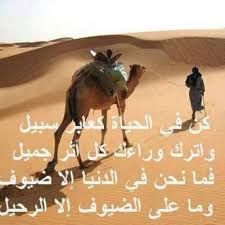 كن في الحياة كعابر سبيل
واترك وراءك كل اثر جميل
فما نحن في الدنيا إلا ضيوف
وما على الضيوف إلا الرحيل